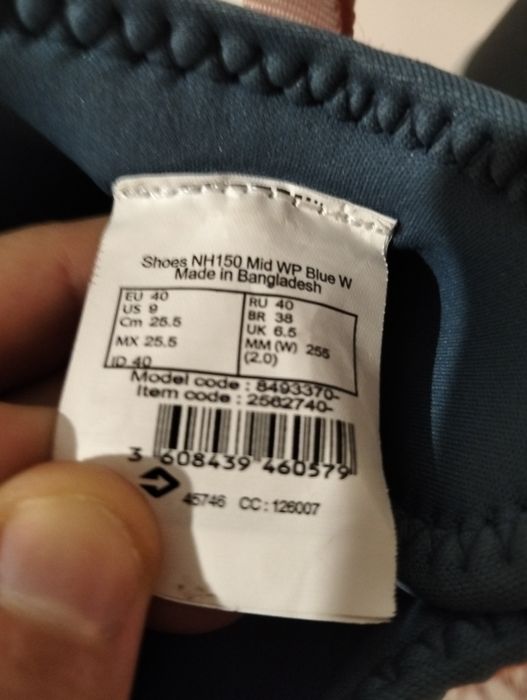 Shoes NH150 Mid WP Blue W
Made in Bangladesh
EU 40
US 9
Cm 25.5
MX 25.5
ID 40
RU 40
BR 38
UK 6.5
MM (W) 255
(2.0)
Model code : 8493370-
Item code : 2562740-
3 608439 460579
45746 CC : 126007